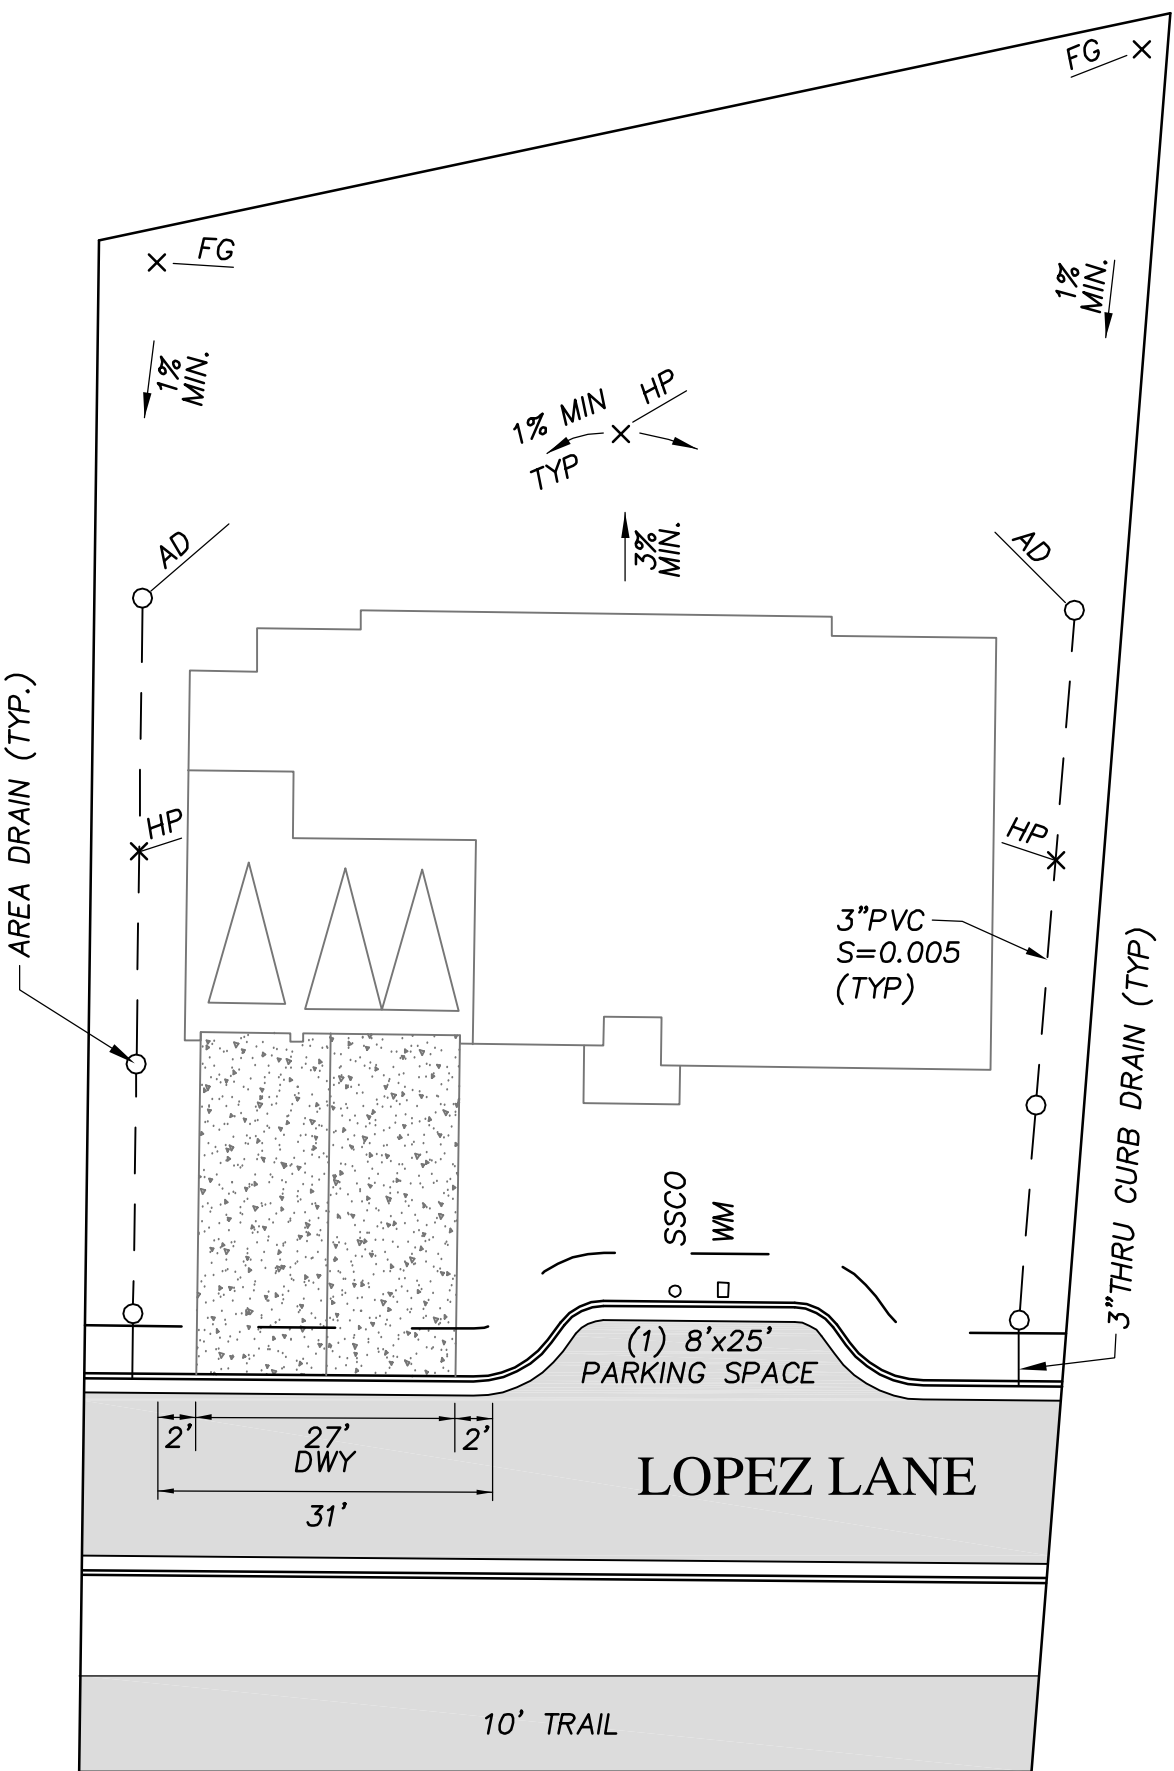 FG
FG
1%
MIN.
1%
MIN.
1% MIN
HP
TYP
3%
MIN.
AD
AD
AREA DRAIN (TYP.)
HP
HP
3"PVC
S=0.005
(TYP)
3"THRU CURB DRAIN (TYP)
SSCO
WM
(1) 8'x25'
PARKING SPACE
2'
27'
DWY
2'
31'
LOPEZ LANE
10' TRAIL